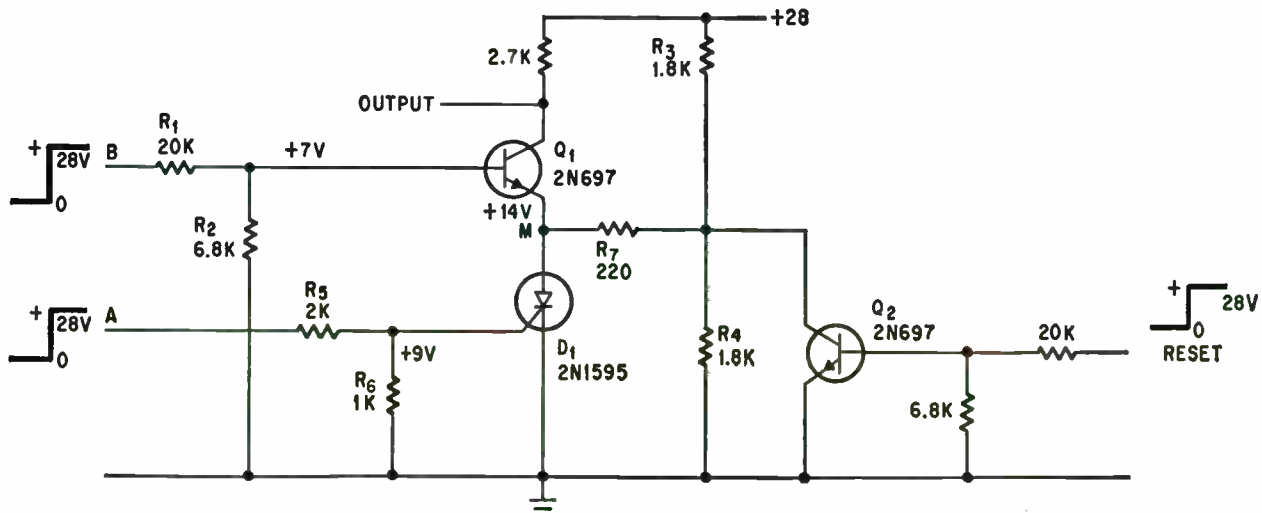 +28
2.7K
R3
1.8K
OUTPUT
R1
20K
+ 28V
0
B
+7V
Q1
2N697
R2
6.8K
+14V
M
R7
220
+ 28V
0
A
R5
2K
+9V
R6
1K
D1
2N1595
R4
1.8K
Q2
2N697
20K
+ 28V
0
RESET
6.8K